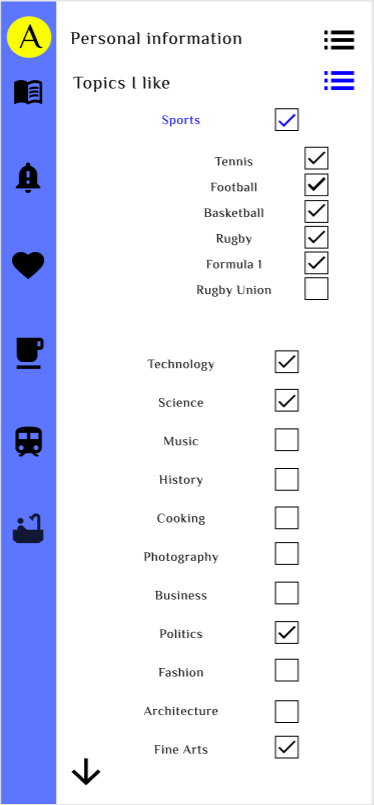 A
Personal information
Topics I like
Sports
Tennis
Football
Basketball
Rugby
Formula 1
Rugby Union
Technology
Science
Music
History
Cooking
Photography
Business
Politics
Fashion
Architecture
Fine Arts